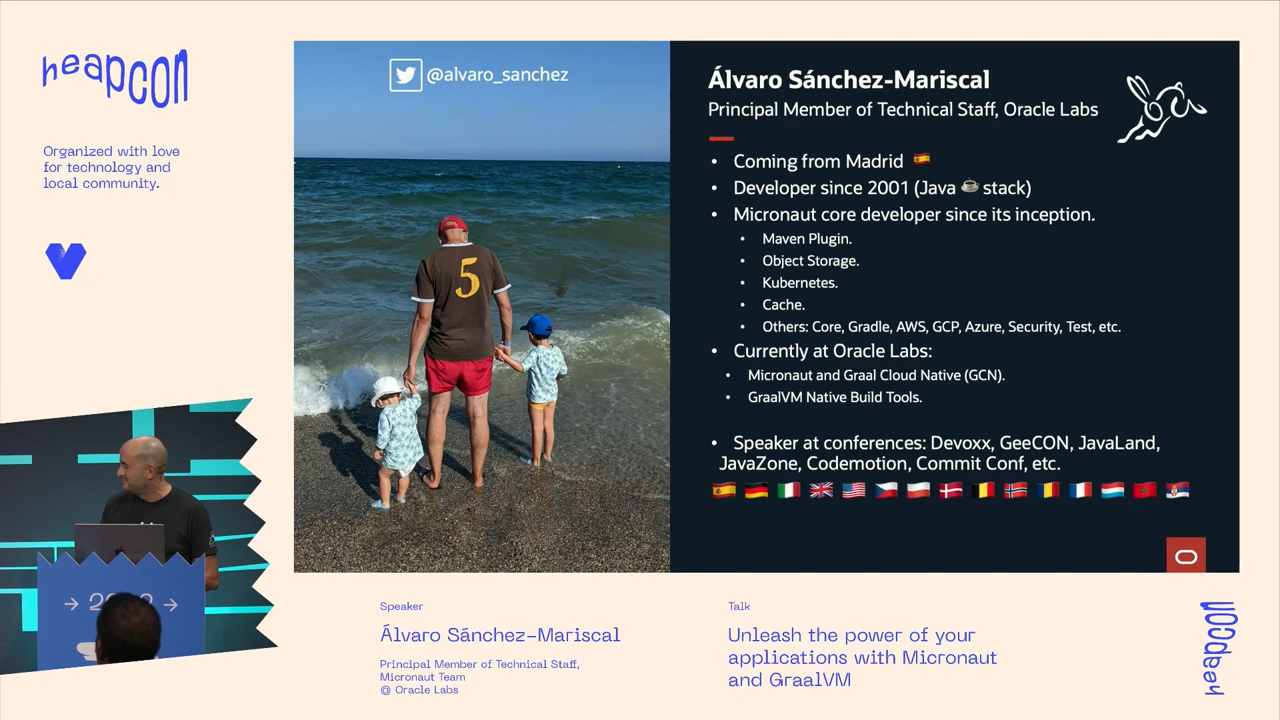 heapcon
Organized with love
for technology and
local community.
@alvaro_sanchez
5
Álvaro Sánchez-Mariscal
Principal Member of Technical Staff, Oracle Labs
• Coming from Madrid 🇪🇸
• Developer since 2001 (Java ☕ stack)
• Micronaut core developer since its inception.
• Maven Plugin.
• Object Storage.
• Kubernetes.
• Cache.
• Others: Core, Gradle, AWS, GCP, Azure, Security, Test, etc.
• Currently at Oracle Labs:
• Micronaut and Graal Cloud Native (GCN).
• GraalVM Native Build Tools.
• Speaker at conferences: Devoxx, GeeCON, JavaLand,
JavaZone, Codemotion, Commit Conf, etc.
Speaker
Álvaro Sánchez-Mariscal
Principal Member of Technical Staff,
Micronaut Team
@ Oracle Labs
Talk
Unleash the power of your
applications with Micronaut
and GraalVM
heapcon